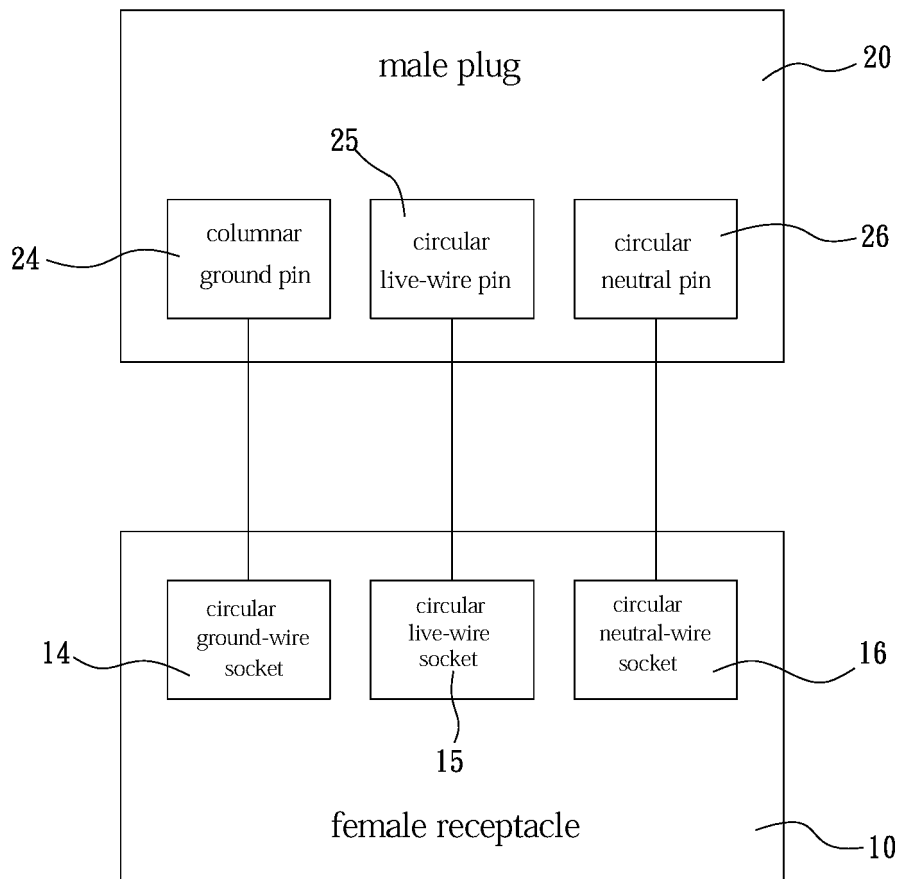 male plug
20
25
columnar
ground pin
24
circular
live-wire pin
circular
neutral pin
26
circular
ground-wire
socket
14
circular
live-wire
socket
15
circular
neutral-wire
socket
16
female receptacle
10